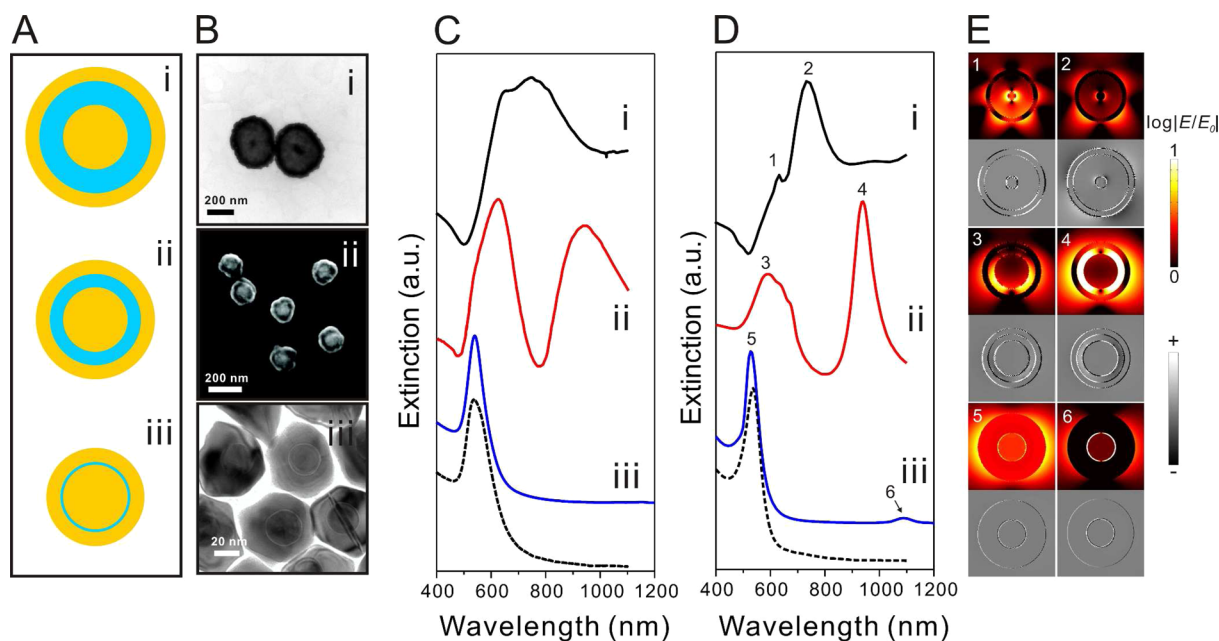 A
i
ii
iii
B
i
200 nm
ii
200 nm
iii
20 nm
C
Extinction (a.u.)
i
ii
iii
400 600 800 1000 1200
Wavelength (nm)
D
Extinction (a.u.)
1
2
i
3
4
ii
5
iii
6
400 600 800 1000 1200
Wavelength (nm)
E
1
2
3
4
5
6
log|E/E0|
1
0
+
-